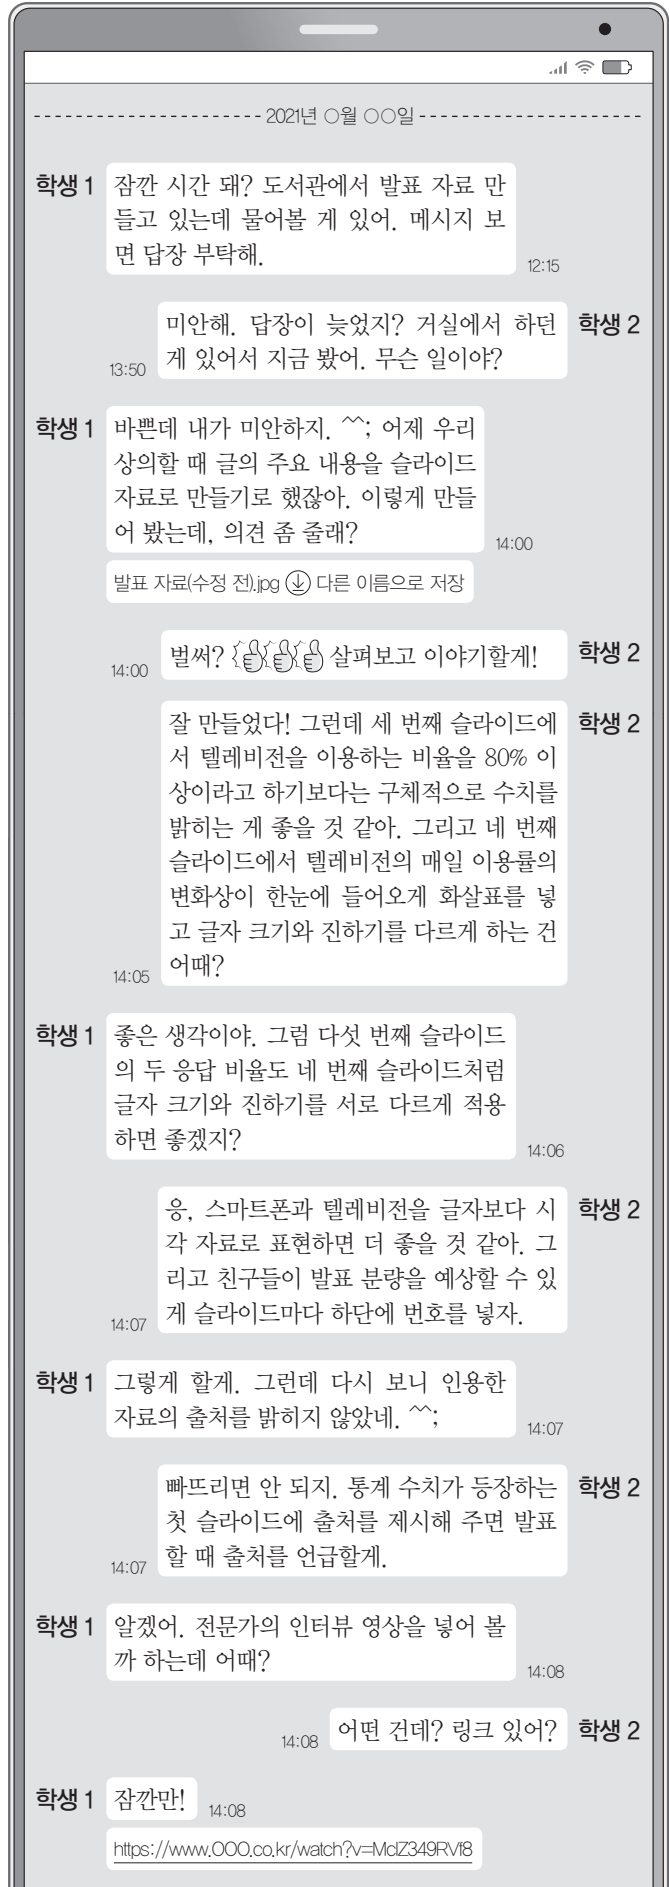 2021년 ○월 ○○일
학생 1
잠깐 시간 돼? 도서관에서 발표 자료 만
들고 있는데 물어볼 게 있어. 메시지 보
면 답장 부탁해.
12:15
학생 2
미안해. 답장이 늦었지? 거실에서 하던
게 있어서 지금 봤어. 무슨 일이야?
13:50
학생 1
바쁜데 내가 미안하지. ^^; 어제 우리
상의할 때 글의 주요 내용을 슬라이드
자료로 만들기로 했잖아. 이렇게 만들
어 봤는데, 의견 좀 줄래?
14:00
발표 자료(수정 전).jpg 다른 이름으로 저장
학생 2
벌써? 살펴보고 이야기할게!
14:00
학생 2
잘 만들었다! 그런데 세 번째 슬라이드에
서 텔레비전을 이용하는 비율을 80% 이
상이라고 하기보다는 구체적으로 수치를
밝히는 게 좋을 것 같아. 그리고 네 번째
슬라이드에서 텔레비전의 매일 이용률의
변화상이 한눈에 들어오게 화살표를 넣
고 글자 크기와 진하기를 다르게 하는 건
어때?
14:05
학생 1
좋은 생각이야. 그럼 다섯 번째 슬라이드
의 두 응답 비율도 네 번째 슬라이드처럼
글자 크기와 진하기를 서로 다르게 적용
하면 좋겠지?
14:06
학생 2
응, 스마트폰과 텔레비전을 글자보다 시
각 자료로 표현하면 더 좋을 것 같아. 그
리고 친구들이 발표 분량을 예상할 수 있
게 슬라이드마다 하단에 번호를 넣자.
14:07
학생 1
그렇게 할게. 그런데 다시 보니 인용한
자료의 출처를 밝히지 않았네. ^^;
14:07
학생 2
빠뜨리면 안 되지. 통계 수치가 등장하는
첫 슬라이드에 출처를 제시해 주면 발표
할 때 출처를 언급할게.
14:07
학생 1
알겠어. 전문가의 인터뷰 영상을 넣어 볼
까 하는데 어때?
14:08
학생 2
어떤 건데? 링크 있어?
14:08
학생 1
잠깐만!
14:08
https://www.OOO.co.kr/watch?v=McIZ349RVf8